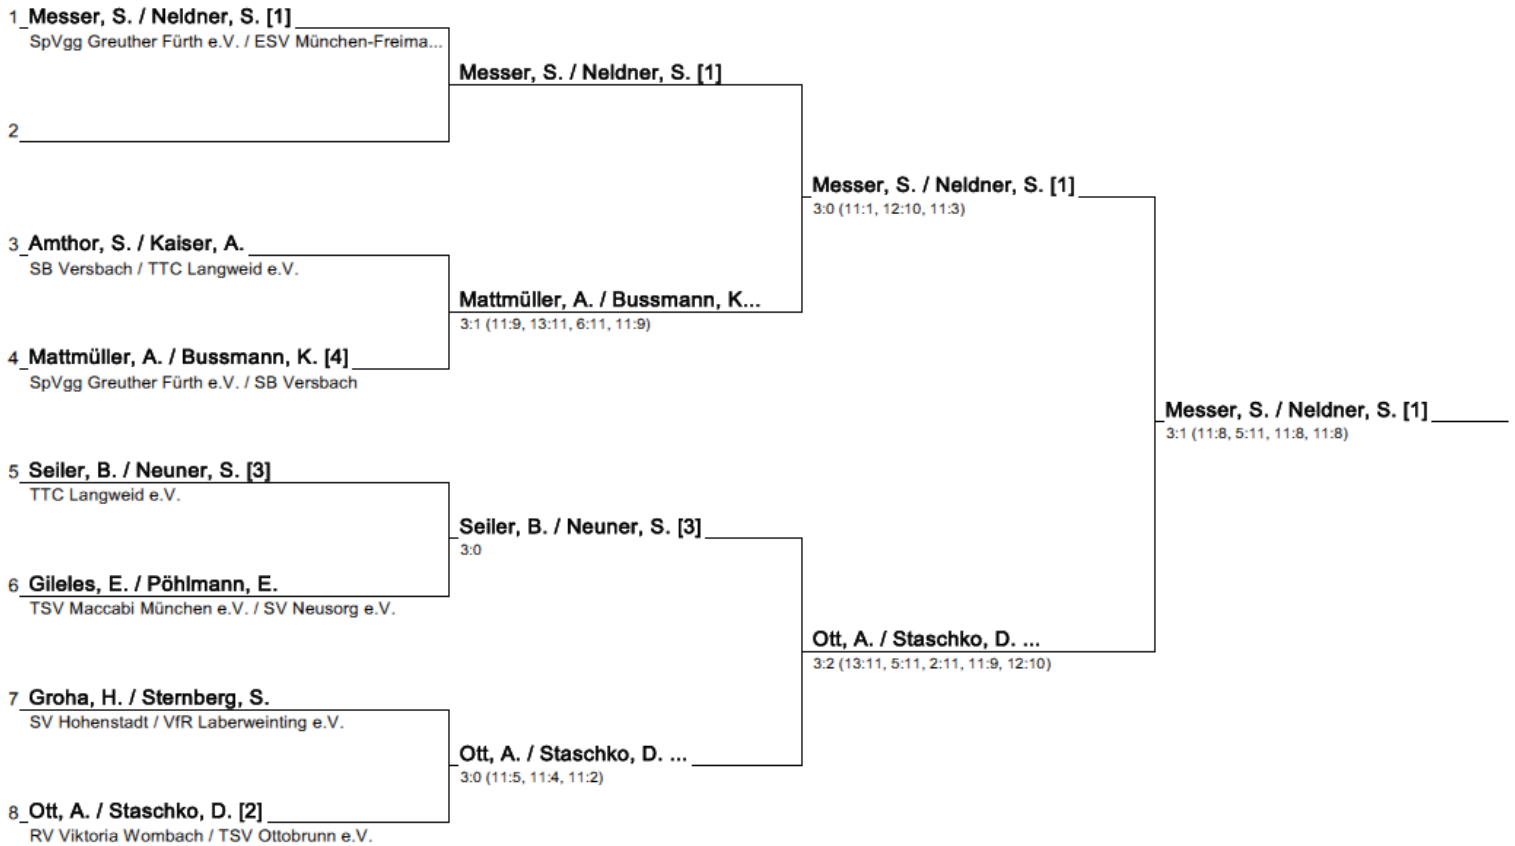 1 Messer, S. / Neldner, S. [1]
SpVgg Greuther Fürth e.V. / ESV München-Freima...
Messer, S. / Neldner, S. [1]
2
Messer, S. / Neldner, S. [1]
3:0 (11:1, 12:10, 11:3)
3 Amthor, S. / Kaiser, A.
SB Versbach / TTC Langweid e.V.
Mattmüller, A. / Bussmann, K...
3:1 (11:9, 13:11, 6:11, 11:9)
4 Mattmüller, A. / Bussmann, K. [4]
SpVgg Greuther Fürth e.V. / SB Versbach
Messer, S. / Neldner, S. [1]
3:1 (11:8, 5:11, 11:8, 11:8)
5 Seiler, B. / Neuner, S. [3]
TTC Langweid e.V.
Seiler, B. / Neuner, S. [3]
3:0
6 Gileles, E. / Pöhlmann, E.
TSV Maccabi München e.V. / SV Neusorg e.V.
Ott, A. / Staschko, D. ...
3:2 (13:11, 5:11, 2:11, 11:9, 12:10)
7 Groha, H. / Sternberg, S.
SV Hohenstadt / VfR Laberweinting e.V.
Ott, A. / Staschko, D. ...
3:0 (11:5, 11:4, 11:2)
8 Ott, A. / Staschko, D. [2]
RV Viktoria Wombach / TSV Ottobrunn e.V.